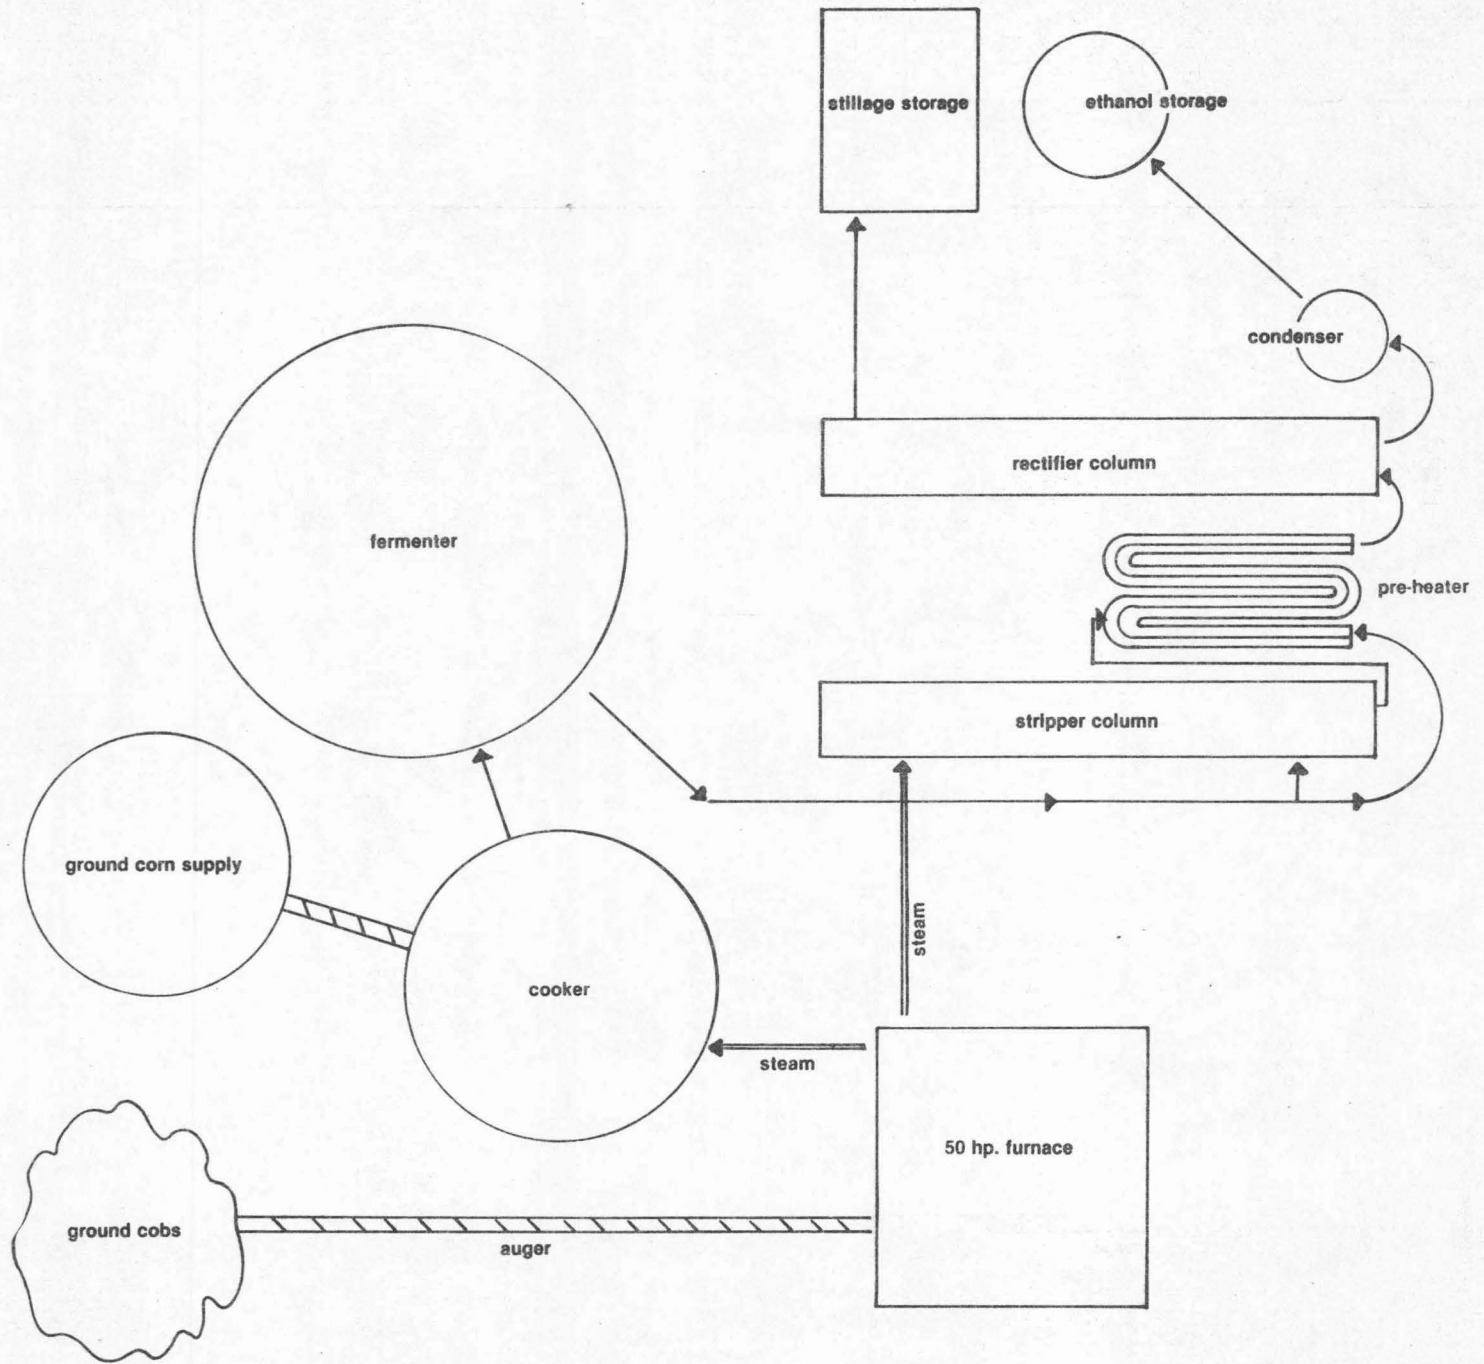 stillage storage
ethanol storage
condenser
rectifier column
fermenter
pre-heater
stripper column
ground corn supply
steam
cooker
steam
50 hp. furnace
ground cobs
auger